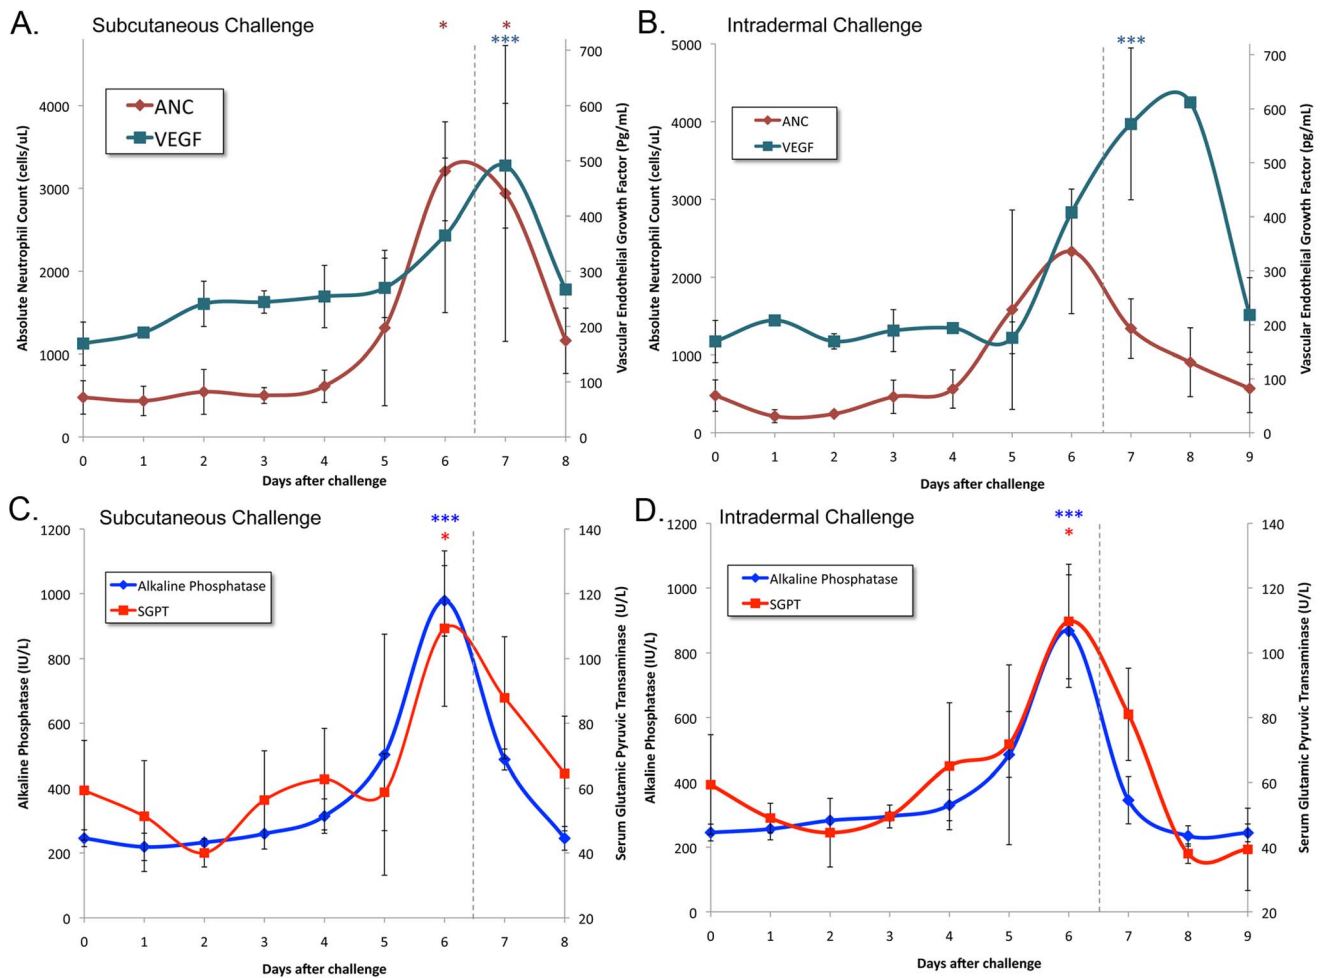 A. Subcutaneous Challenge
* *
***
ANC
VEGF
Absolute Neutrophil Count (cells/uL)
4000
3000
2000
1000
0
Vascular Endothelial Growth Factor (Pg/mL)
700
600
500
400
300
200
100
0
0 1 2 3 4 5 6 7 8
Days after challenge
B. Intradermal Challenge
***
ANC
VEGF
Absolute Neutrophil Count (cells/uL)
5000
4000
3000
2000
1000
0
Vascular Endothelial Growth Factor (pg/mL)
700
600
500
400
300
200
100
0
0 1 2 3 4 5 6 7 8 9
Days after challenge
C. Subcutaneous Challenge
***
*
Alkaline Phosphatase
SGPT
Alkaline Phosphatase (IU/L)
1200
1000
800
600
400
200
0
Serum Glutamic Pyruvic Transaminase (U/L)
140
120
100
80
60
40
20
0 1 2 3 4 5 6 7 8
Days after challenge
D. Intradermal Challenge
***
*
Alkaline Phosphatase
SGPT
Alkaline Phosphatase (IU/L)
1200
1000
800
600
400
200
0
Serum Glutamic Pyruvic Transaminase (U/L)
140
120
100
80
60
40
20
0 1 2 3 4 5 6 7 8 9
Days after challenge